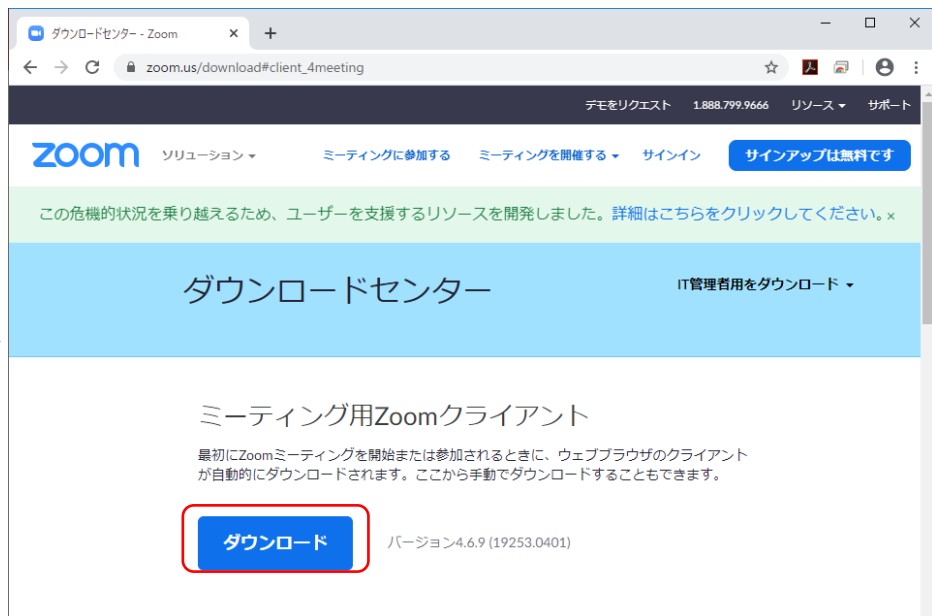 ダウンロードセンター - Zoom
zoom.us/download#client_4meeting
デモをリクエスト 1.888.799.9666 リソース サポート
zoom ソリューション ミーティングに参加する ミーティングを開催する サインイン サインアップは無料です
この危機的状況を乗り越えるため、ユーザーを支援するリソースを開発しました。詳細はこちらをクリックしてください。×
ダウンロードセンター IT管理者用をダウンロード
ミーティング用Zoomクライアント
最初にZoomミーティングを開始または参加されるときに、ウェブブラウザのクライアント
が自動的にダウンロードされます。ここから手動でダウンロードすることもできます。
ダウンロード バージョン4.6.9 (19253.0401)